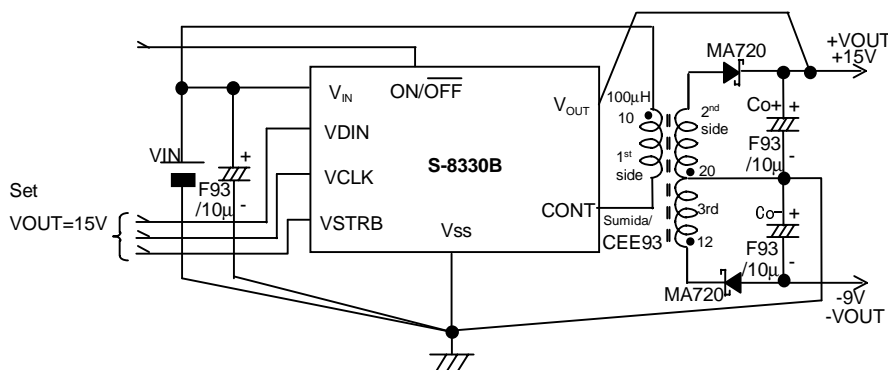 +VOUT
+15V
MA720
VIN
ON/OFF
VOUT
100µH
10
2nd
side
Co+ +
F93
/10µ
-
VDIN
VIN
+
S-8330B
1st
side
20
Set
VOUT=15V
F93
/10µ
-
VCLK
VSTRB
Vss
CONT
Sumida/
CEE93
3rd
12
Co- +
F93
/10µ
-
MA720
-9V
-VOUT